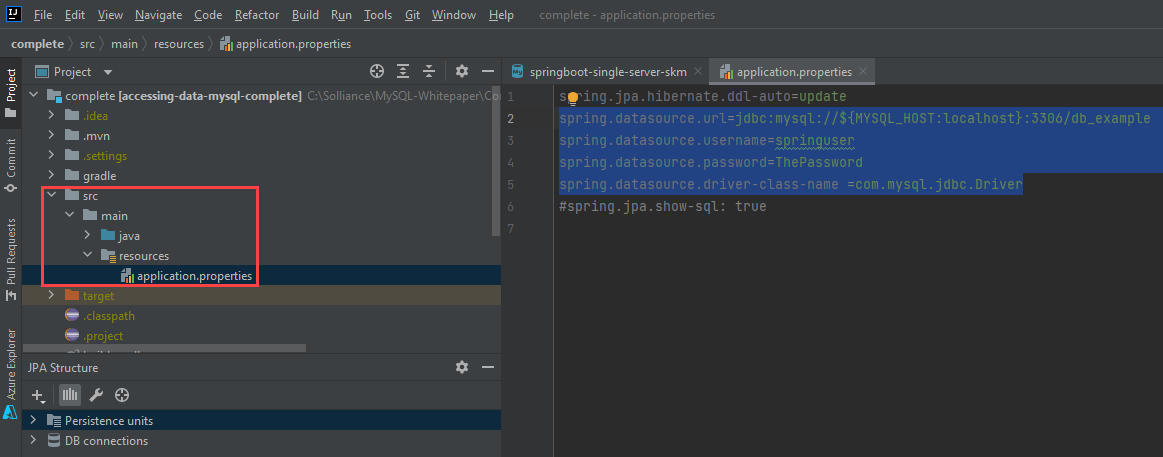 IJ File Edit View Navigate Code Refactor Build Run Tools Git Window Help complete - application.properties
complete src main resources application.properties
Project
Commit
Pull Requests
Azure Explorer
Project
complete [accessing-data-mysql-complete] C:\Solliance\MySQL-Whitepaper\Co
.idea
.mvn
.settings
gradle
src
main
java
resources
application.properties
target
.classpath
.project
JPA Structure
Persistence units
DB connections
springboot-single-server-skm application.properties
1 spring.jpa.hibernate.ddl-auto=update
2 spring.datasource.url=jdbc:mysql://${MYSQL_HOST:localhost}:3306/db_example
3 spring.datasource.username=springuser
4 spring.datasource.password=ThePassword
5 spring.datasource.driver-class-name =com.mysql.jdbc.Driver
6 #spring.jpa.show-sql: true
7